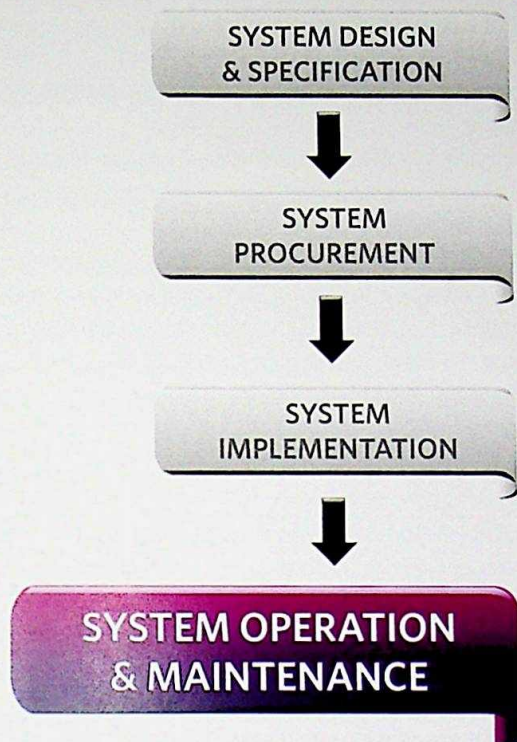 SYSTEM DESIGN
& SPECIFICATION
SYSTEM
PROCUREMENT
SYSTEM
IMPLEMENTATION
SYSTEM OPERATION
& MAINTENANCE